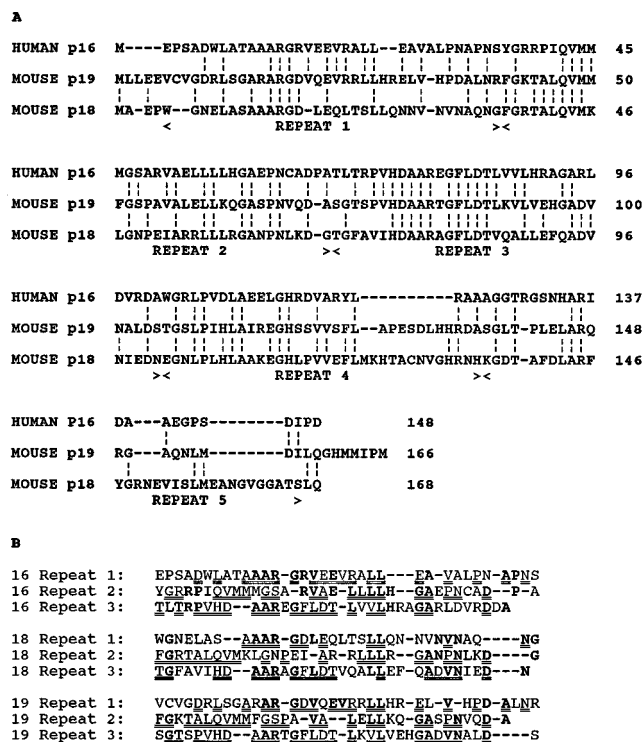 A
HUMAN p16 M----EPSADWLATAAARGRVEEVRALL--EAVALPNAPNSYGRRPIQVMM 45
MOUSE p19 MLLEEVCVGDRLSGARARGDVQEVRRLLHRELV-HPDALNRFGKTALQVMM 50
MOUSE p18 MA-EPW-GNELASAAARGD-LEQLTSLLQNNV-NVNAQNGFGRTALQVMK 46
< REPEAT 1 ><
HUMAN p16 MGSARVAELLLLHGAEPNCADPATLTRPVHDAAREGFLDTLVVLHRAGARL 96
MOUSE p19 FGSPAVALELLKQGASPNVQD-ASGTSPVHDAARTGFLDTLKVLVEHGADV 100
MOUSE p18 LGNPEIARRLLLRGANPNLKD-GTGFAVIHDAARAGFLDTVQALLEFQADV 96
REPEAT 2 >< REPEAT 3
HUMAN p16 DVRDAWGRLPVDLAEELGHRDVARYL----------RAAAGGTRGSNHARI 137
MOUSE p19 NALDSTGSLPIHLAIREGHSSVVSFL--APESDLHHRDASGLT-PLELARQ 148
MOUSE p18 NIEDNEGNLPLHLAAKEGHLPVVEFLMKHTACNVGHRNHKGDT-AFDLARF 146
>< REPEAT 4 ><
HUMAN P16 DA---AEGPS--------DIPD 148
MOUSE p19 RG---AQNLM--------DILQGHMMIPM 166
MOUSE p18 YGRNEVISLMEANGVGGATSLQ 168
REPEAT 5 >
B
16 Repeat 1: EPSADWLATAAAR-GRVEEVRALL---EA-VALPN-APNS
16 Repeat 2: YGRRPIQVMMMGSA-RVAE-LLLLH--GAEPNCAD--P-A
16 Repeat 3: TLTRPVHD--AAREGFLDT-LVVLHRAGARLDVRDDA
18 Repeat 1: WGNELAS--AAAR-GDLEQLTSLLQN-NVNVNAQ----NG
18 Repeat 2: FGRTALQVMKLGNPEI-AR-RLLLR--GANPNLKD----G
18 Repeat 3: TGFAVIHD--AARAGFLDTVQALLEF-QADVNIED---N
19 Repeat 1: VCVGDRLSGARAR-GDVQEVRRLLHR-EL-V-HPD-ALNR
19 Repeat 2: FGKTALQVMMFGSPA-VA--LELLKQ-GASPNVQD-A
19 Repeat 3: SGTSPVHD--AARTGFLDT-LKVLVEHGADVNALD----S